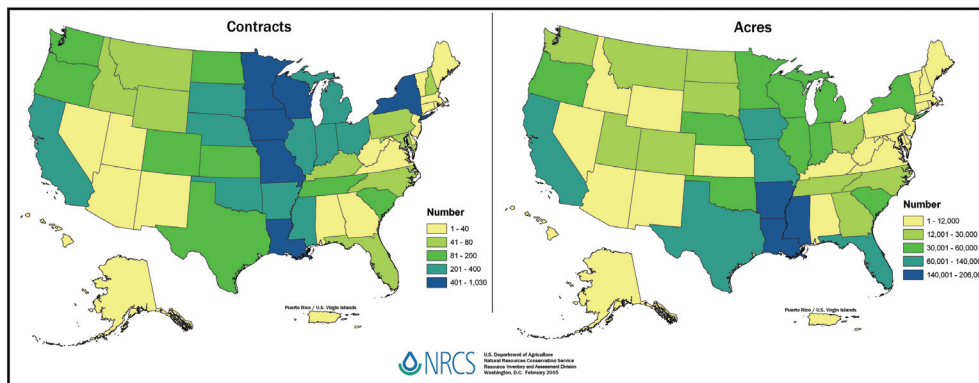 Contracts
Number
1 - 40
41 - 80
81 - 200
201 - 400
401 - 1,030
Puerto Rico / U.S. Virgin Islands
Acres
Number
1 - 12,000
12,001 - 30,000
30,001 - 60,000
60,001 - 140,000
140,001 - 206,00
Puerto Rico / U.S. Virgin Islands
NRCS
U.S. Department of Agriculture
Natural Resources Conservation Service
Resource Inventory and Assessment Division
Washington, D.C. February 2005